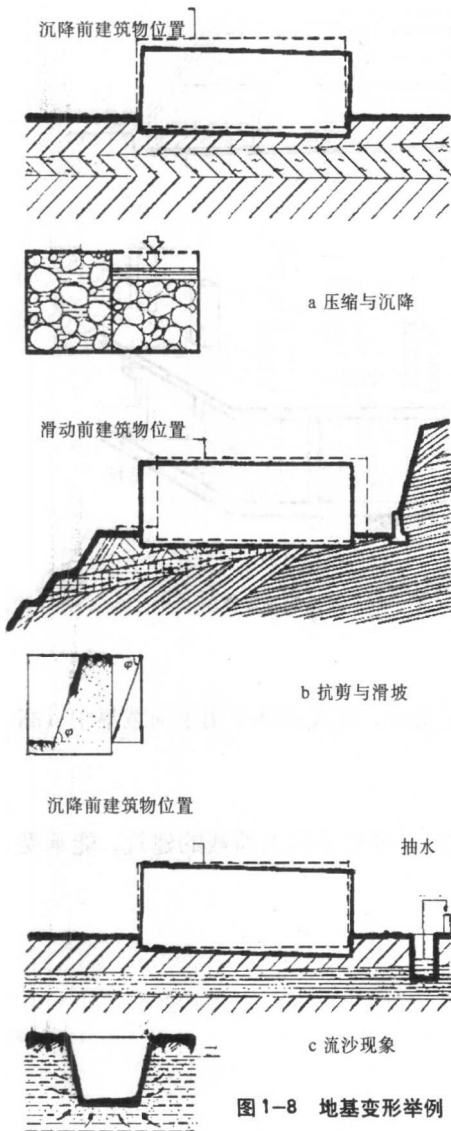 沉降前建筑物位置
a 压缩与沉降
滑动前建筑物位置
φ
φ
b 抗剪与滑坡
沉降前建筑物位置
抽水
c 流沙现象
图1-8 地基变形举例